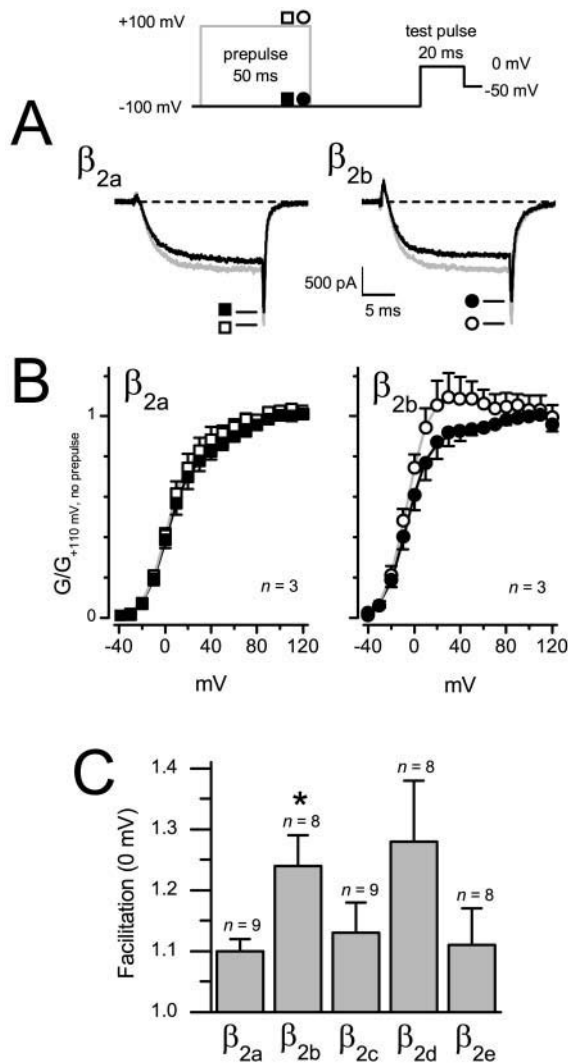 +100 mV
prepulse
50 ms
-100 mV
test pulse
20 ms
0 mV
-50 mV
A
β2a
β2b
500 pA
5 ms
B
β2a
β2b
G/G+110 mV, no prepulse
1
0
n = 3
n = 3
-40 0 40 80 120
-40 0 40 80 120
mV
mV
C
Facilitation (0 mV)
1.4
1.3
1.2
1.1
1.0
n = 9
*
n = 8
n = 9
n = 8
n = 8
β2a β2b β2c β2d β2e